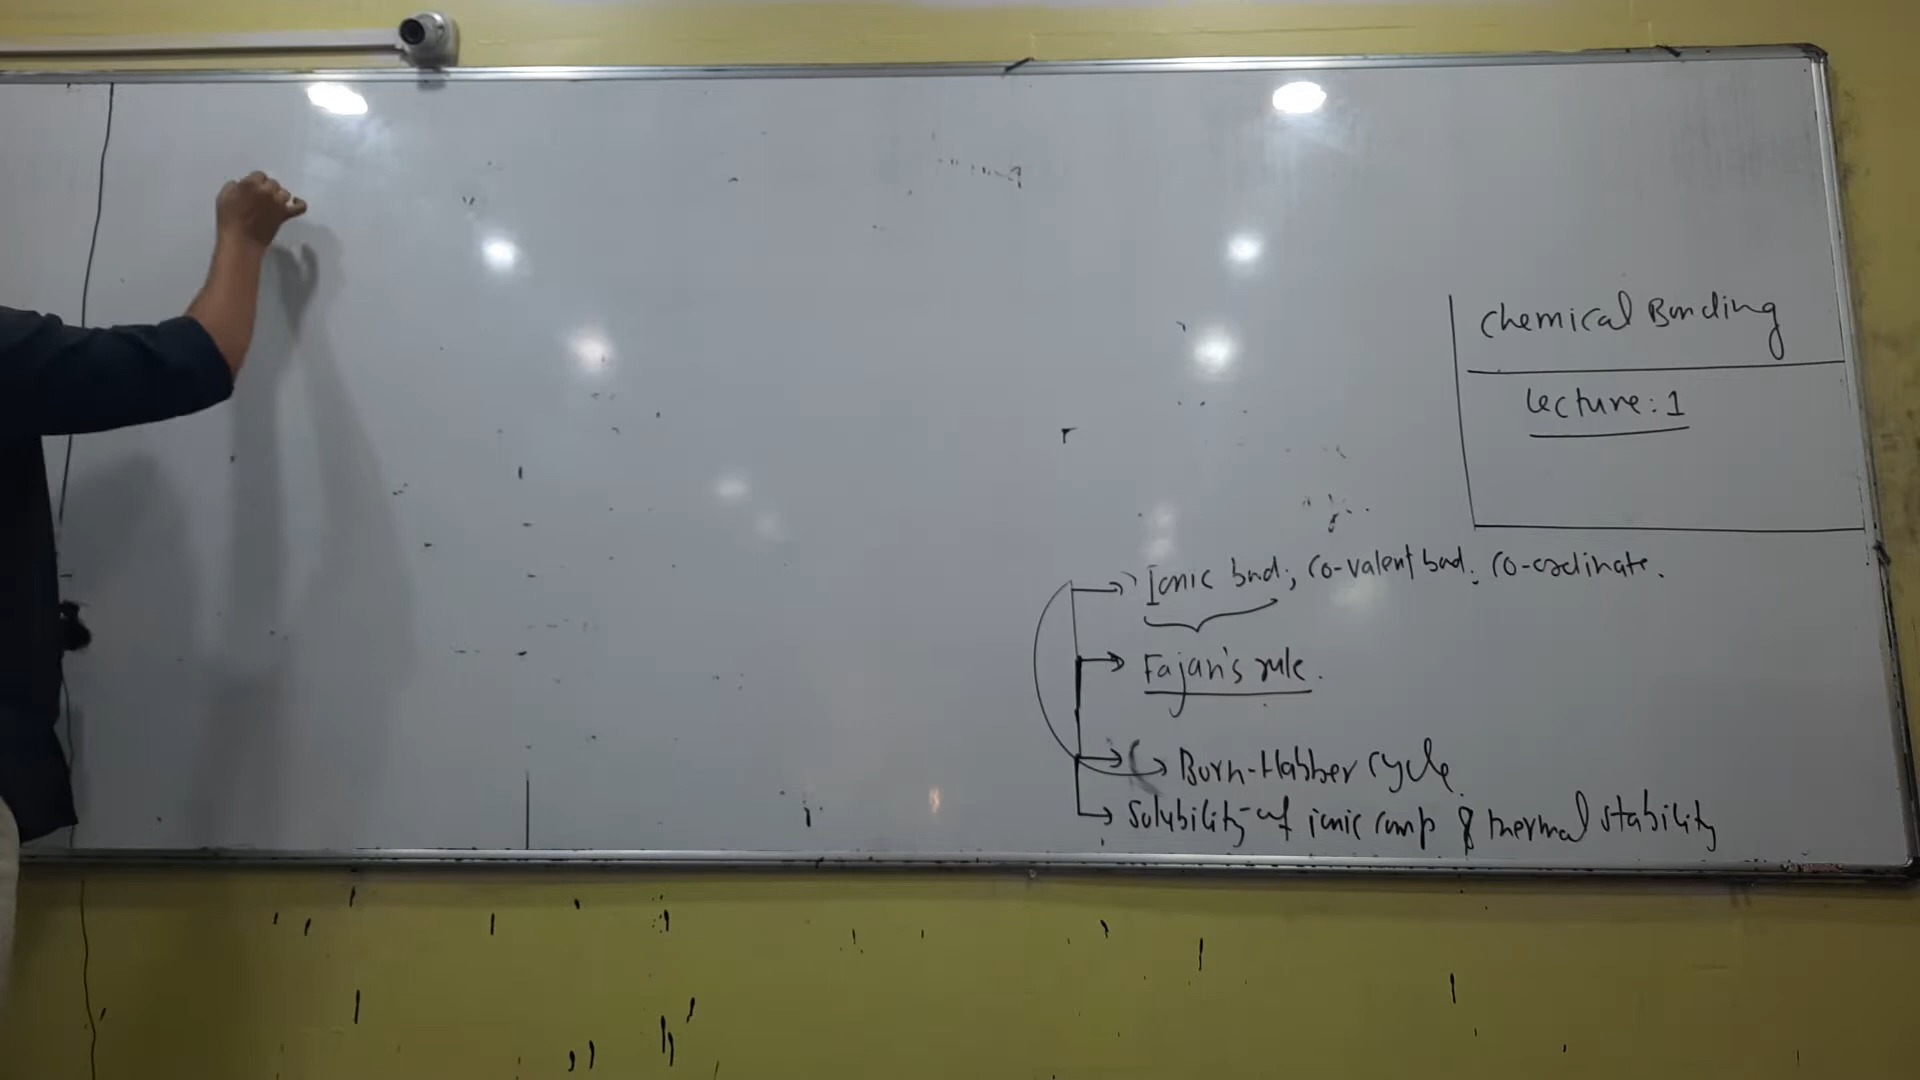 Chemical Bonding
Lecture: 1
Ionic bnd, Co-valent bnd, Co-ordinate.
Fajan's rule.
Born-Habber Cycle
Solubility of ionic comp & thermal stability